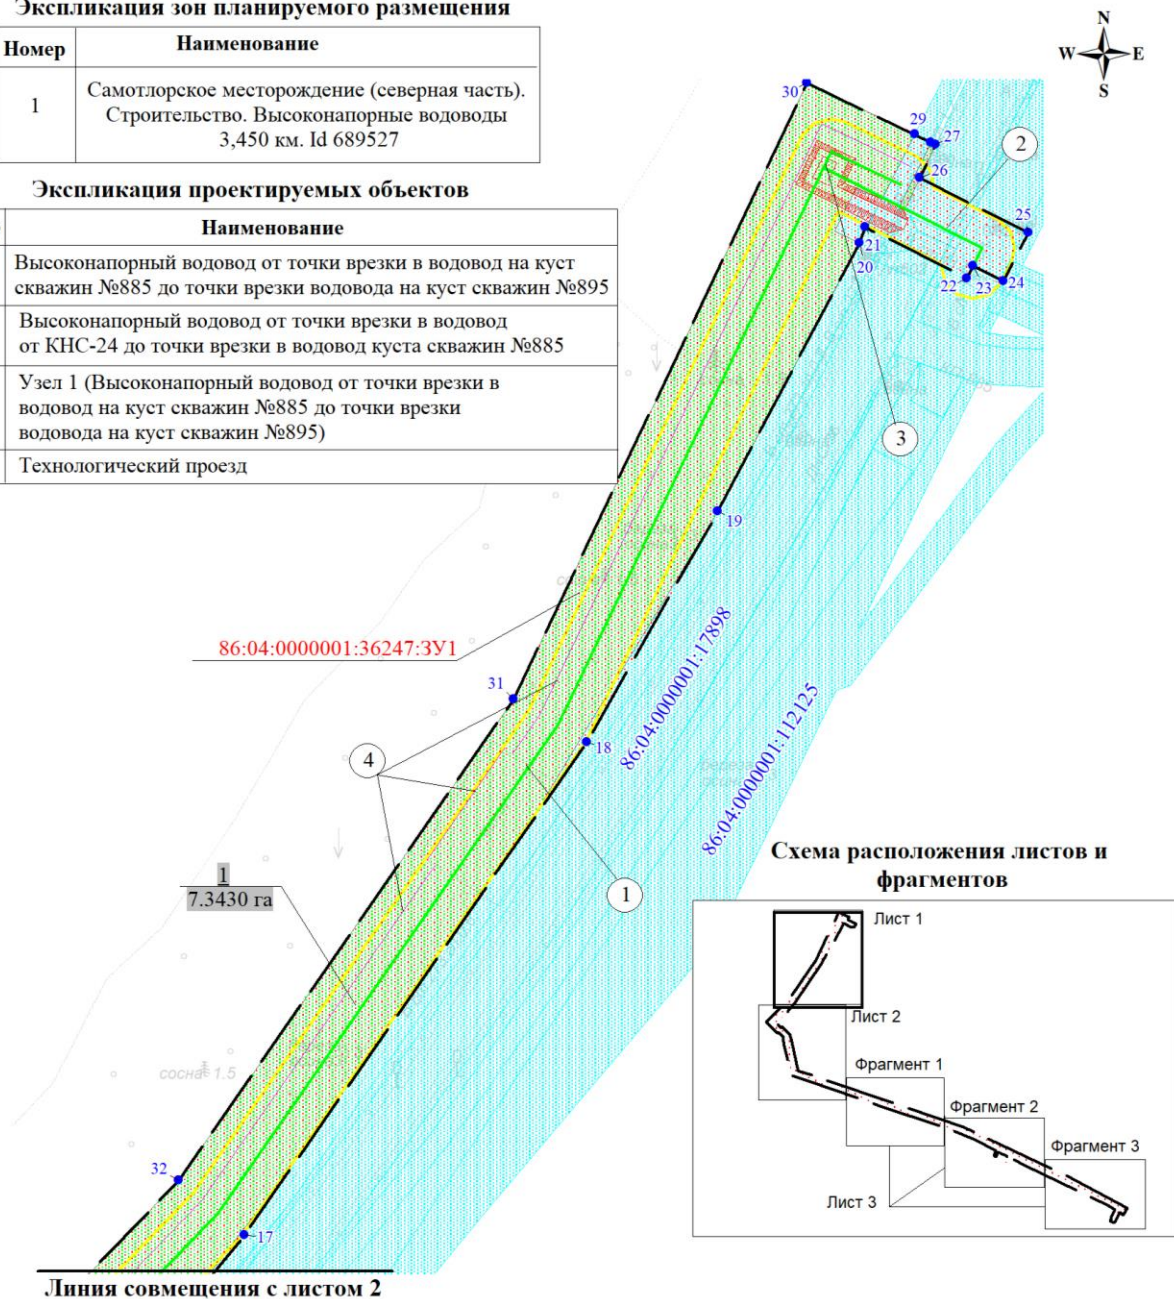 Экспликация зон планируемого размещения
Номер
Наименование
1
Самотлорское месторождение (северная часть).
Строительство. Высоконапорные водоводы
3,450 км. Id 689527
Экспликация проектируемых объектов
Наименование
Высоконапорный водовод от точки врезки в водовод на куст
скважин №885 до точки врезки водовода на куст скважин №895
Высоконапорный водовод от точки врезки в водовод
от КНС-24 до точки врезки в водовод куста скважин №885
Узел 1 (Высоконапорный водовод от точки врезки в
водовод на куст скважин №885 до точки врезки
водовода на куст скважин №895)
Технологический проезд
N
W
E
S
30
29
27
26
2
25
21
20
22
23
24
3
19
86:04:0000001:36247:ЗУ1
31
18
86:04:0000001:17898
86:04:0000001:112125
4
1
1
7.3430 га
сосна 1.5
32
17
Линия совмещения с листом 2
Схема расположения листов и
фрагментов
Лист 1
Лист 2
Фрагмент 1
Фрагмент 2
Фрагмент 3
Лист 3